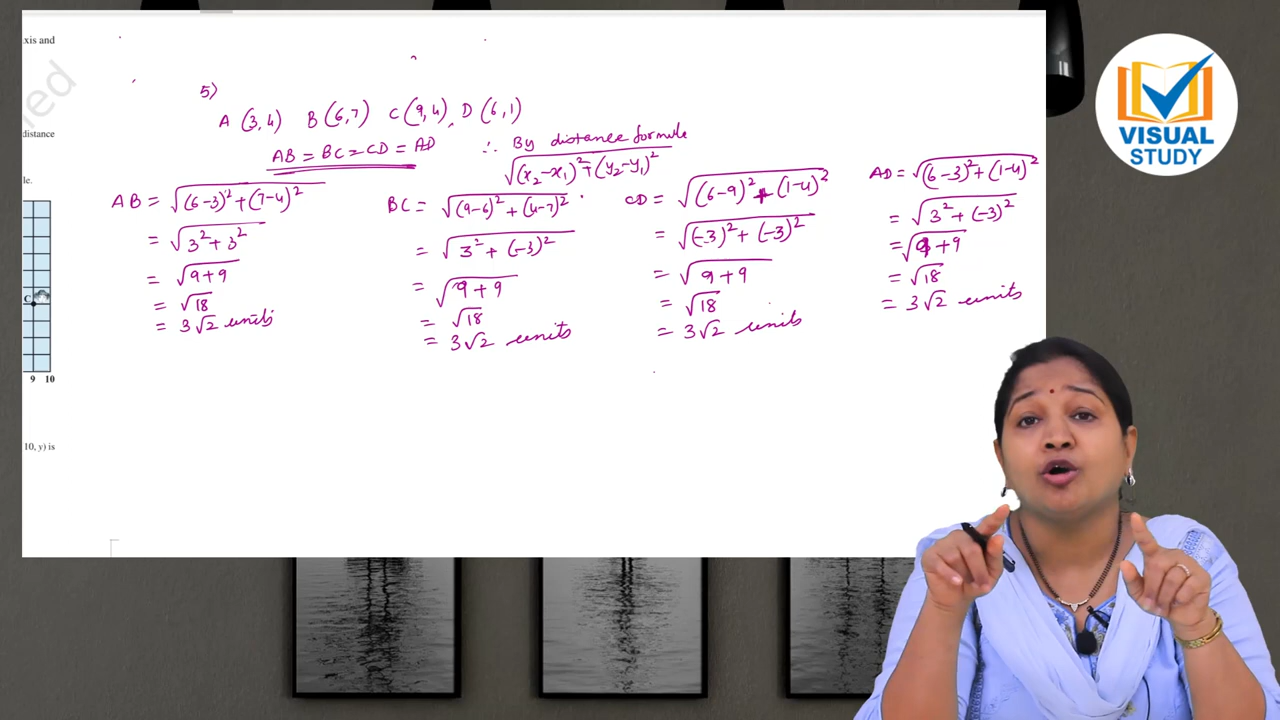 xis and
distance
le.
C
9 10
10, y) is
ied
5)
A (3,4) B (6,7) C (9,4), D (6,1)
AB = BC = CD = AD
∴ By distance formula
√(x₂-x₁)²+(y₂-y₁)²
AB = √(6-3)²+(7-4)²
= √3²+3²
= √9+9
= √18
= 3√2 units
BC = √(9-6)²+(4-7)²
= √3²+(-3)²
= √9+9
= √18
= 3√2 units
CD = √(6-9)²+(1-4)²
= √(-3)²+(-3)²
= √9+9
= √18
= 3√2 units
AD = √(6-3)²+(1-4)²
= √3²+(-3)²
= √9+9
= √18
= 3√2 units
VISUAL
STUDY